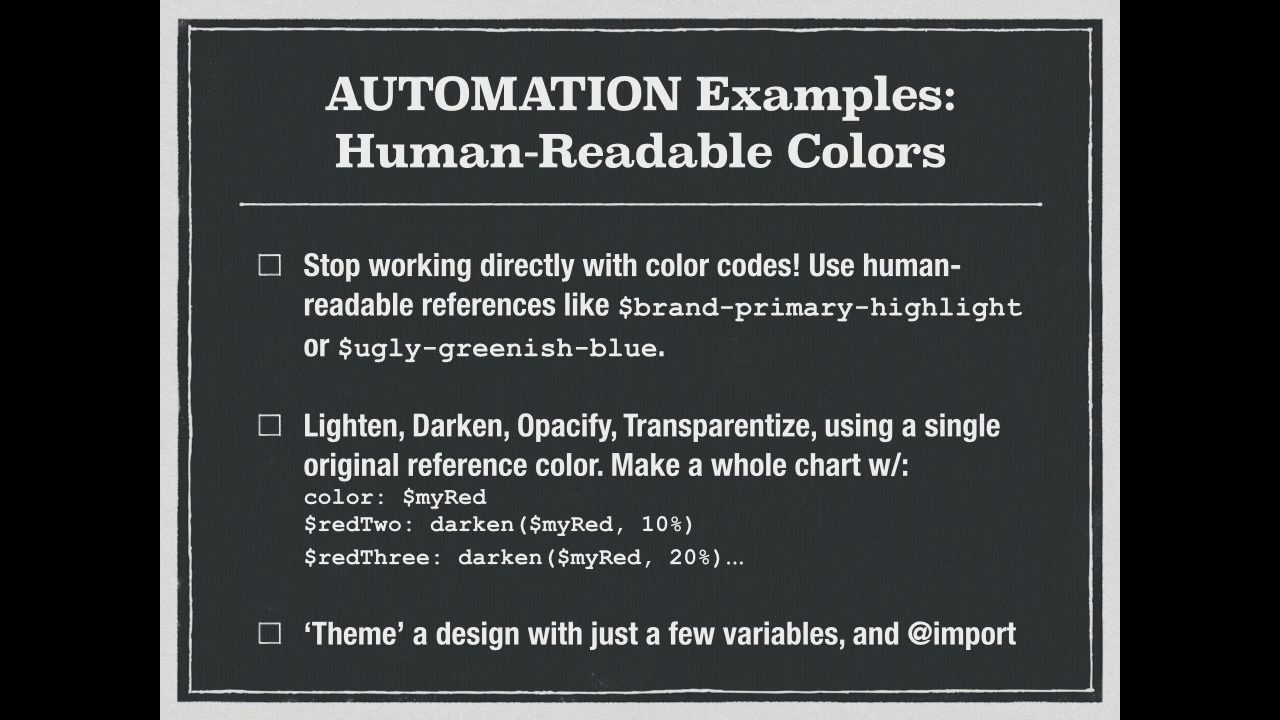 AUTOMATION Examples:
Human-Readable Colors
Stop working directly with color codes! Use human-
readable references like $brand-primary-highlight
or $ugly-greenish-blue.
Lighten, Darken, Opacify, Transparentize, using a single
original reference color. Make a whole chart w/:
color: $myRed
$redTwo: darken($myRed, 10%)
$redThree: darken($myRed, 20%)…
‘Theme’ a design with just a few variables, and @import